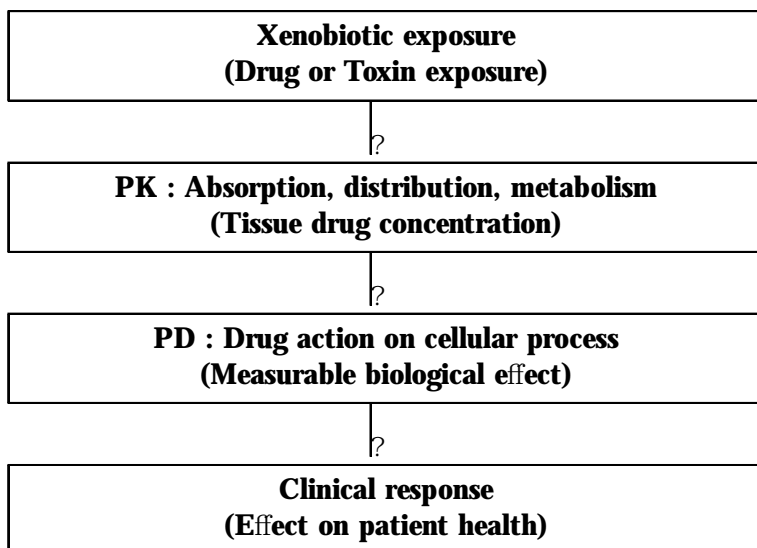 Xenobiotic exposure
(Drug or Toxin exposure)
?
PK : Absorption, distribution, metabolism
(Tissue drug concentration)
?
PD : Drug action on cellular process
(Measurable biological effect)
?
Clinical response
(Effect on patient health)